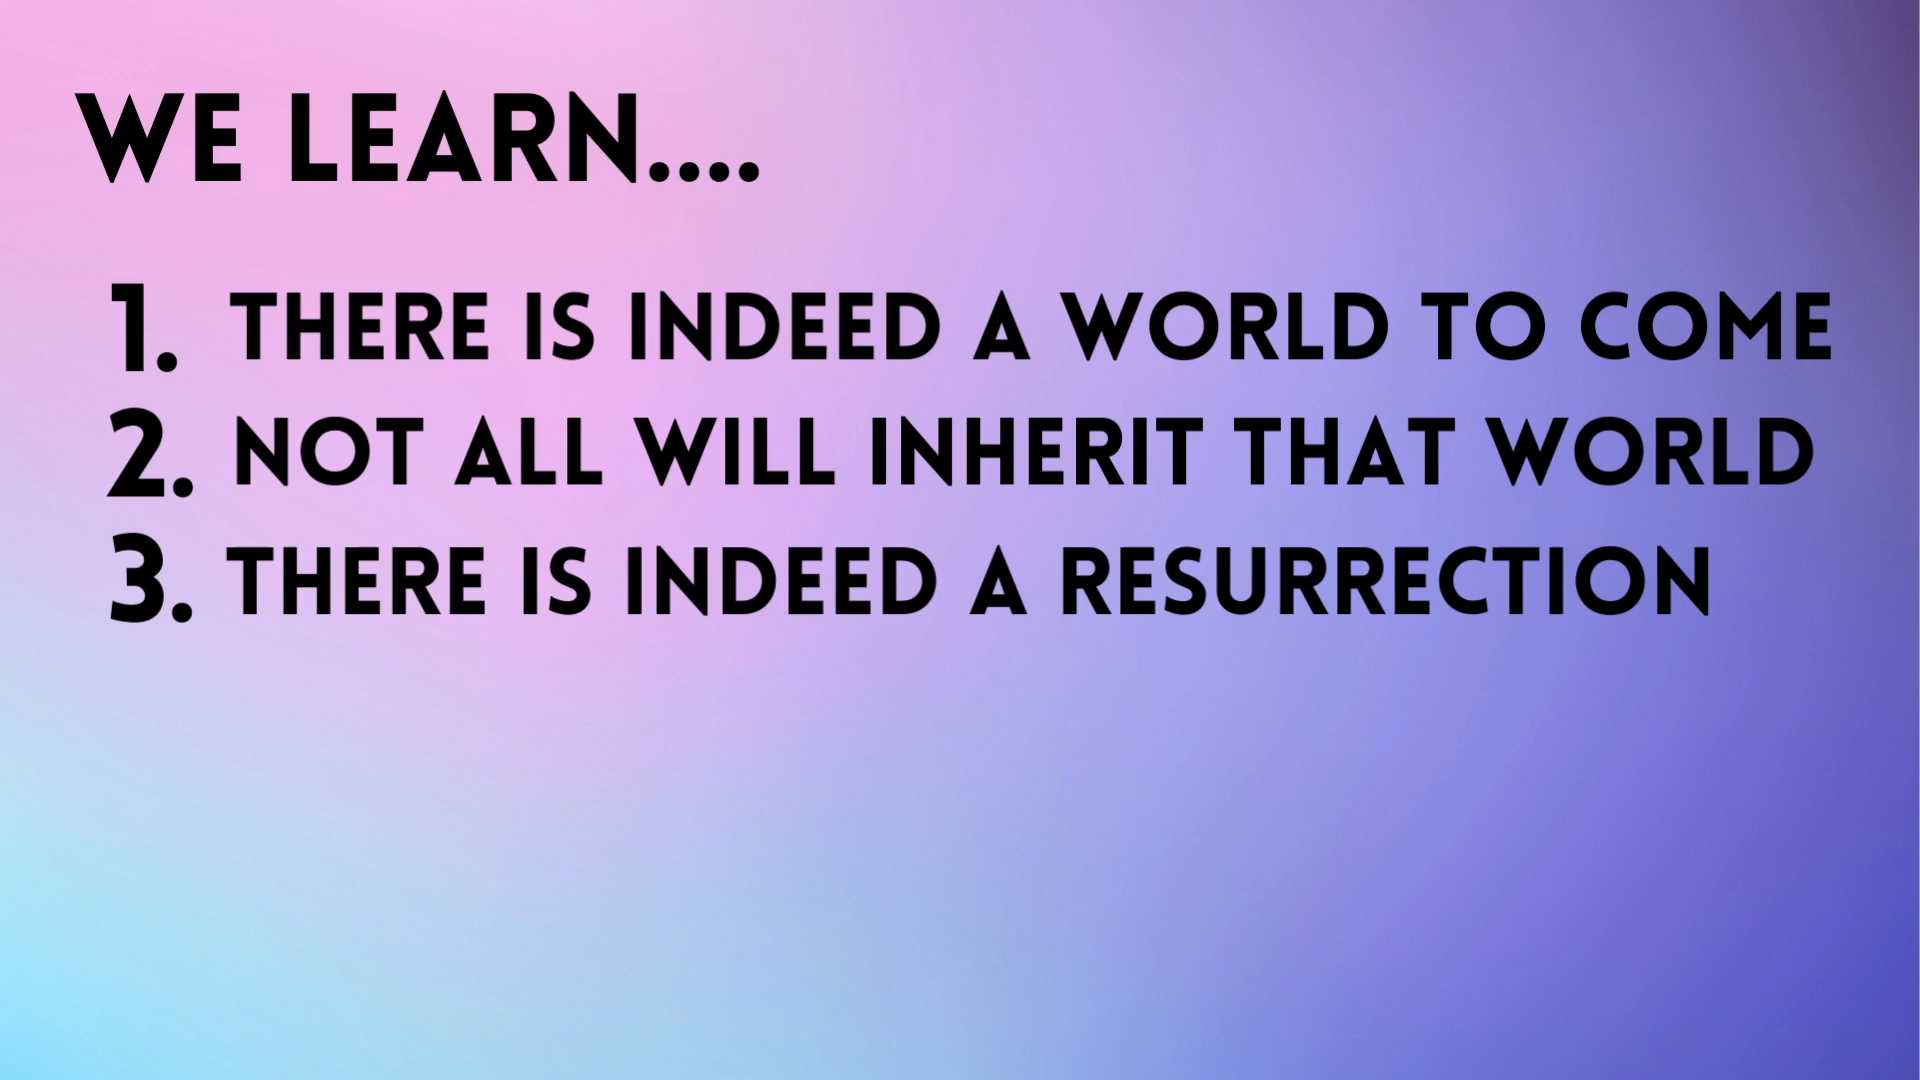 WE LEARN....
1. THERE IS INDEED A WORLD TO COME
2. NOT ALL WILL INHERIT THAT WORLD
3. THERE IS INDEED A RESURRECTION